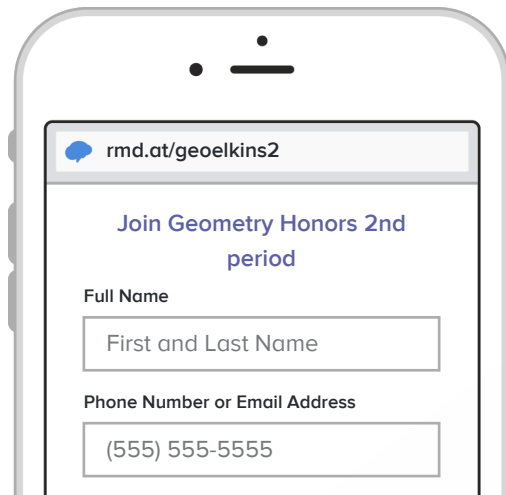 rmd.at/geoelkins2
Join Geometry Honors 2nd
period
Full Name
First and Last Name
Phone Number or Email Address
(555) 555-5555